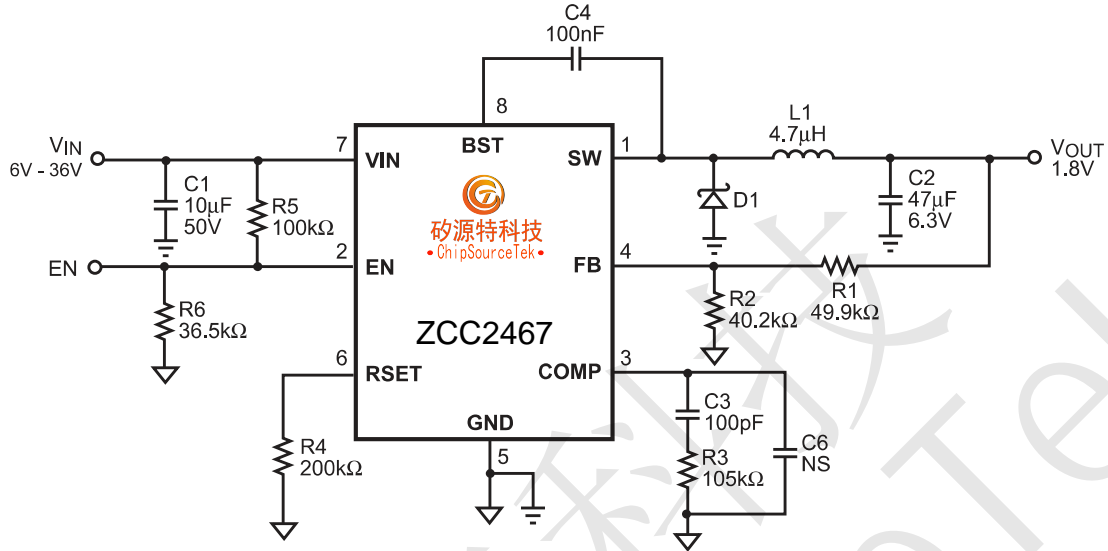 C4
100nF
8
BST
VIN
6V - 36V
7
VIN
C1
10μF
50V
R5
100kΩ
EN
2
EN
R6
36.5kΩ
6
RSET
R4
200kΩ
矽源特科技
•ChipSourceTek•
ZCC2467
GND
5
SW
1
L1
4.7μH
D1
C2
47μF
6.3V
VOUT
1.8V
FB
4
R1
49.9kΩ
R2
40.2kΩ
COMP
3
C3
100pF
R3
105kΩ
C6
NS